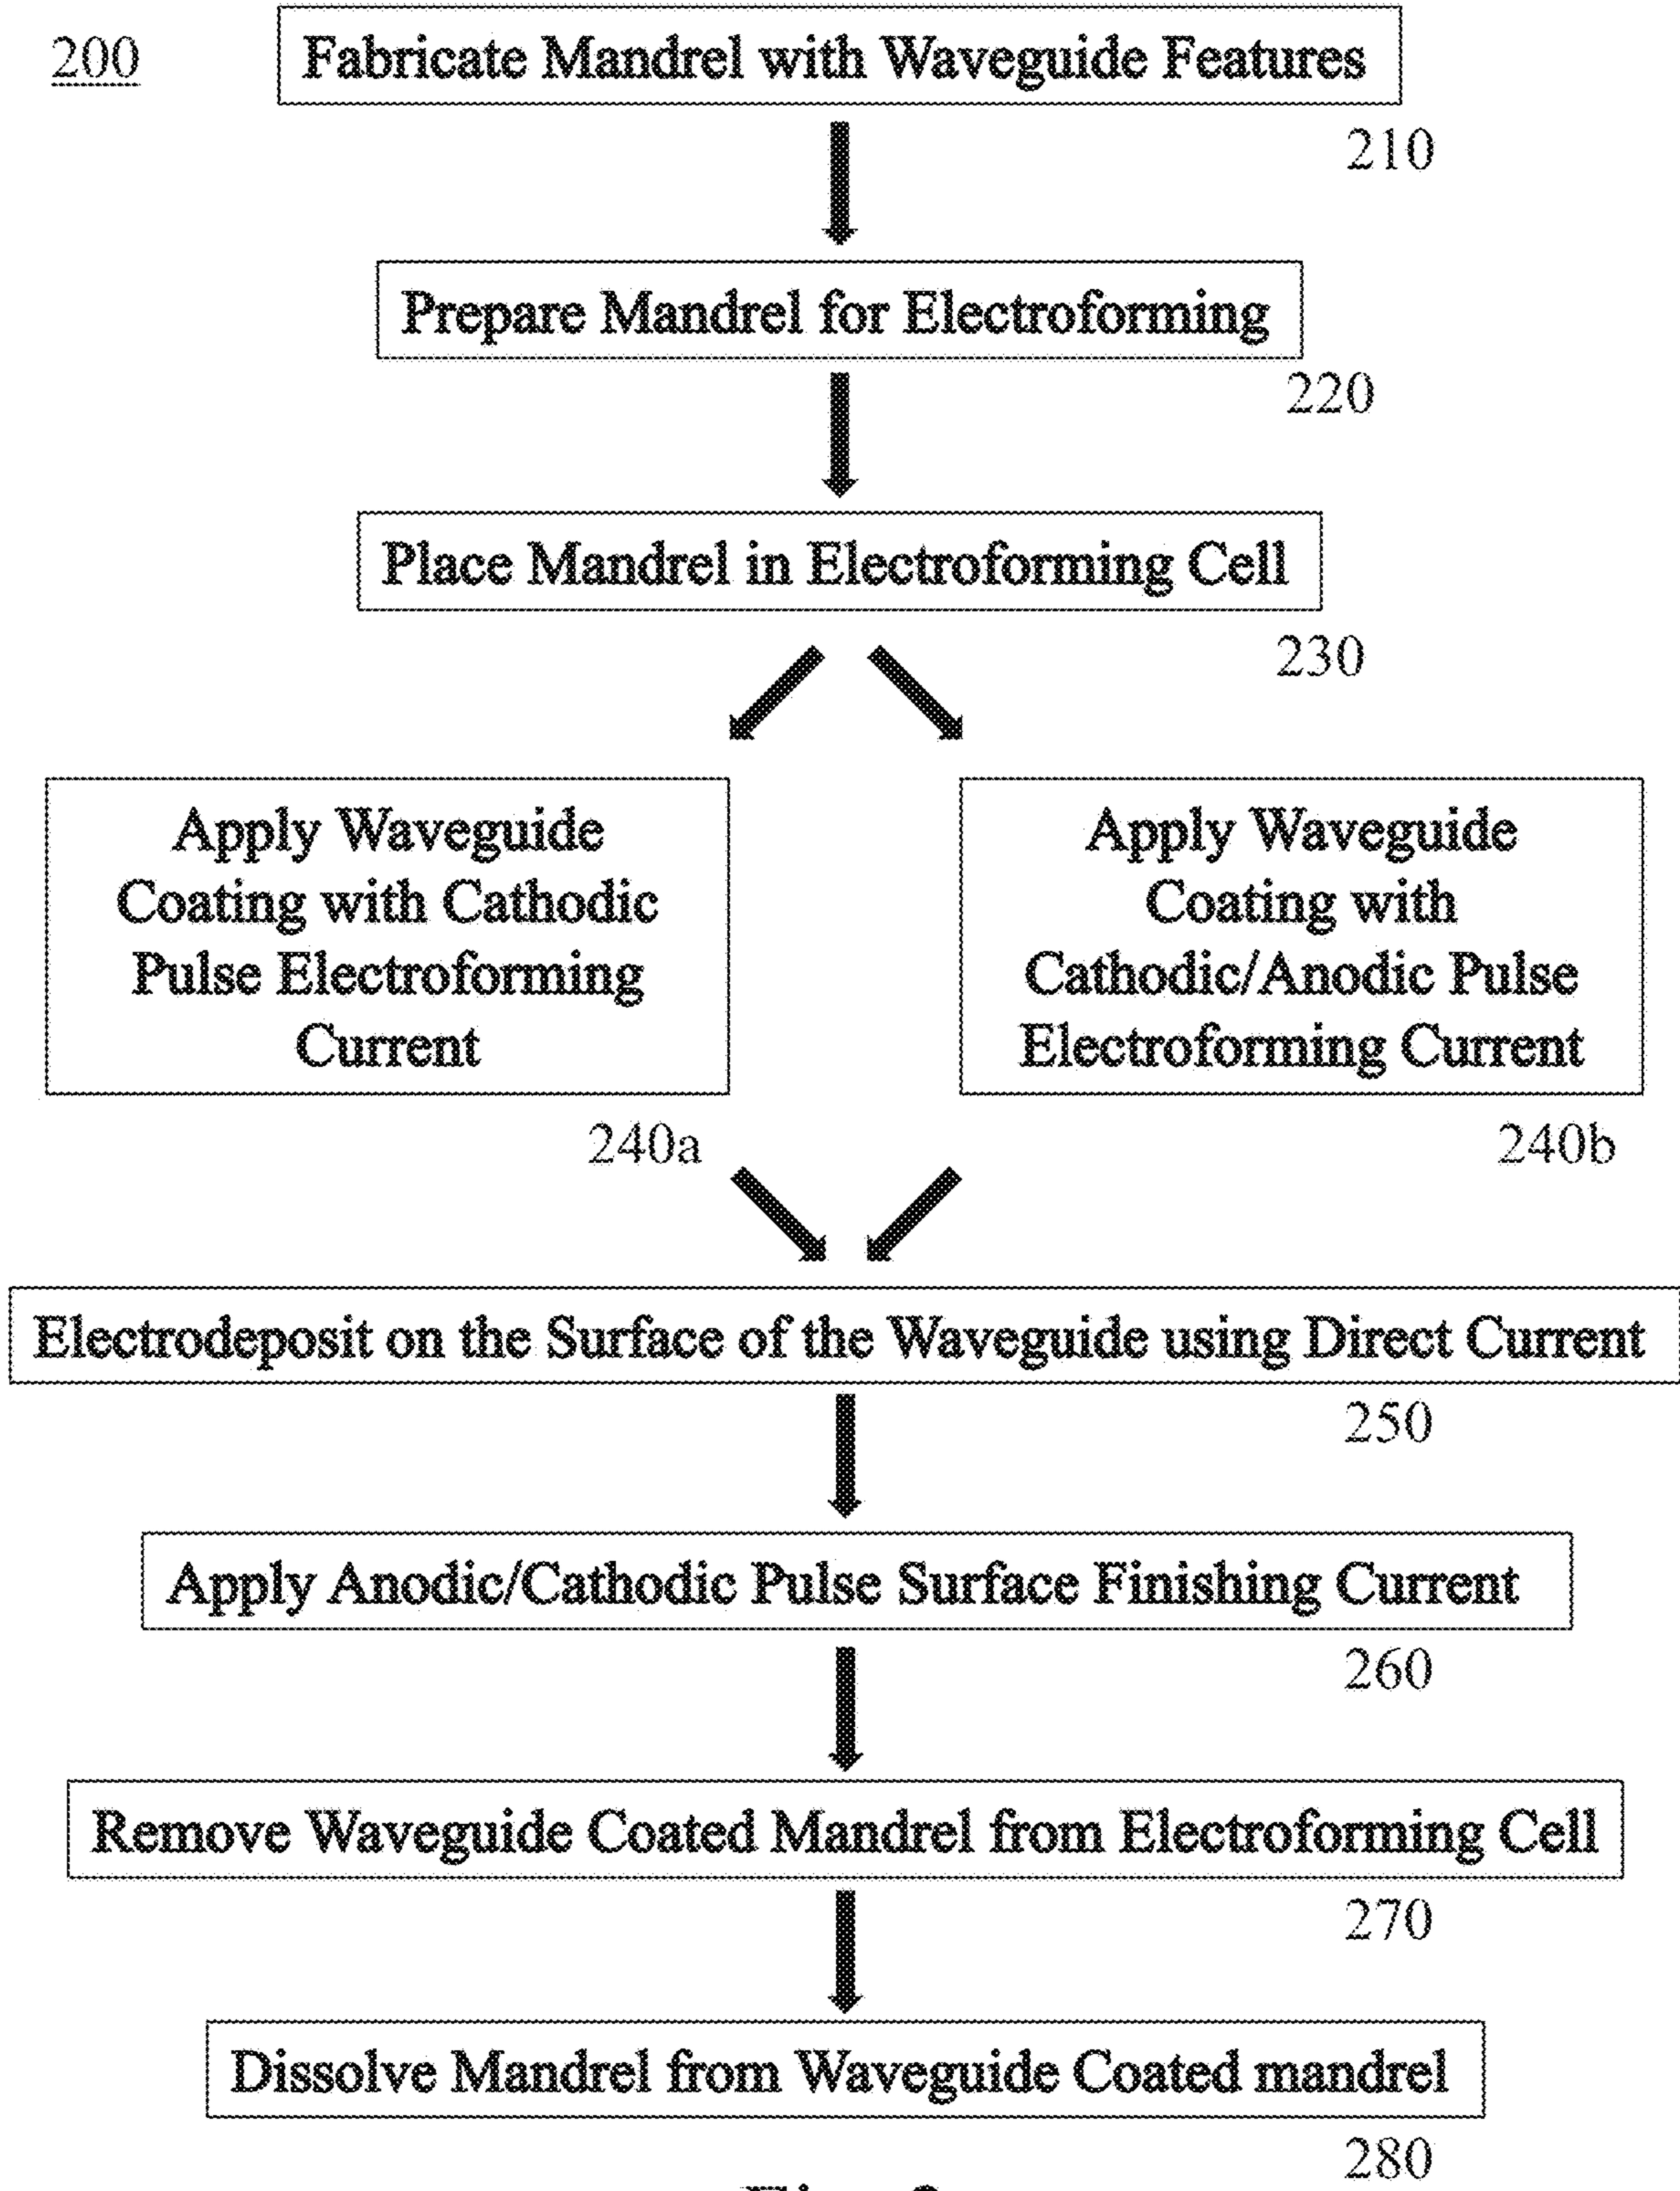 200
Fabricate Mandrel with Waveguide Features
210
Prepare Mandrel for Electroforming
220
Place Mandrel in Electroforming Cell
230
Apply Waveguide
Coating with Cathodic
Pulse Electroforming
Current
240a
Apply Waveguide
Coating with
Cathodic/Anodic Pulse
Electroforming Current
240b
Electrodeposit on the Surface of the Waveguide using Direct Current
250
Apply Anodic/Cathodic Pulse Surface Finishing Current
260
Remove Waveguide Coated Mandrel from Electroforming Cell
270
Dissolve Mandrel from Waveguide Coated mandrel
280